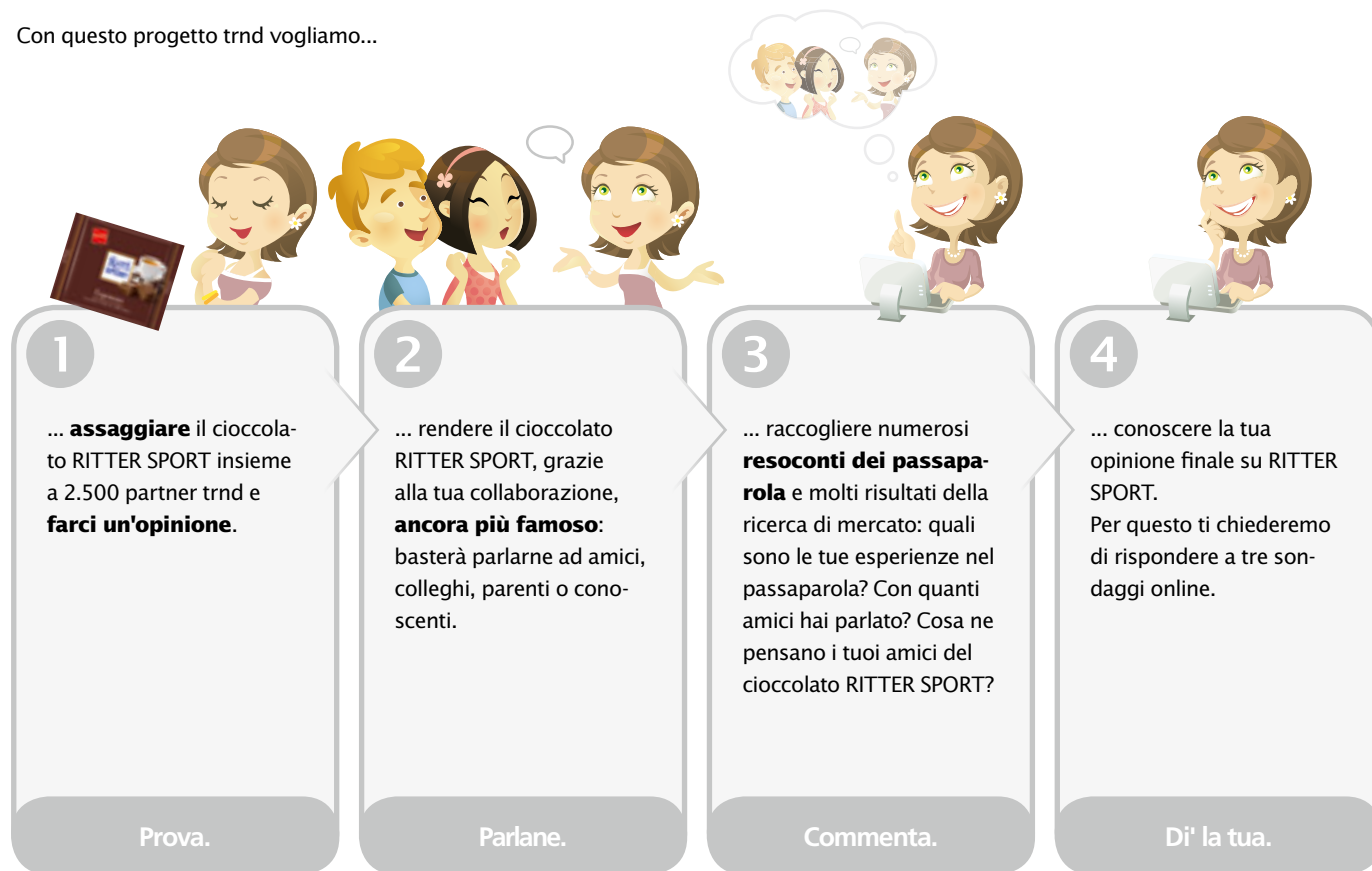 Con questo progetto trnd vogliamo...
1
... assaggiare il cioccola-
to RITTER SPORT insieme
a 2.500 partner trnd e
farci un'opinione.
Prova.
2
... rendere il cioccolato
RITTER SPORT, grazie
alla tua collaborazione,
ancora più famoso:
basterà parlarne ad amici,
colleghi, parenti o cono-
scenti.
Parlane.
3
... raccogliere numerosi
resoconti dei passapa-
rola e molti risultati della
ricerca di mercato: quali
sono le tue esperienze nel
passaparola? Con quanti
amici hai parlato? Cosa ne
pensano i tuoi amici del
cioccolato RITTER SPORT?
Commenta.
4
... conoscere la tua
opinione finale su RITTER
SPORT.
Per questo ti chiederemo
di rispondere a tre son-
daggi online.
Di' la tua.